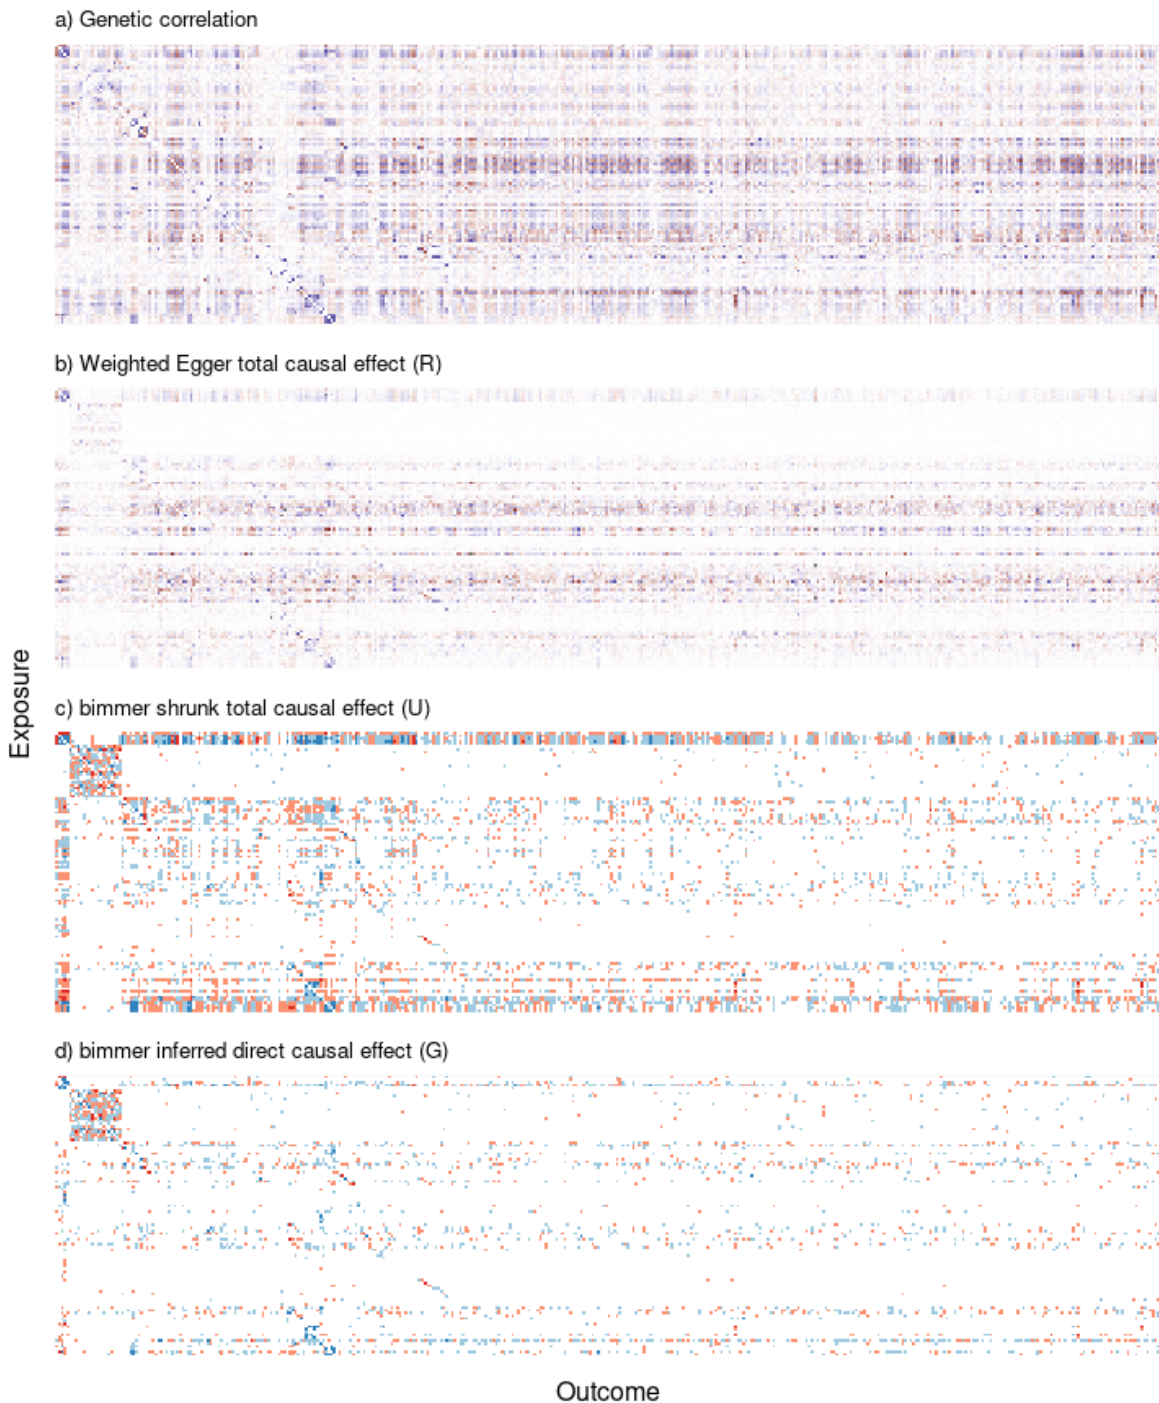 a) Genetic correlation
b) Weighted Egger total causal effect (R)
c) bimmer shrunk total causal effect (U)
d) bimmer inferred direct causal effect (G)
Exposure
Outcome